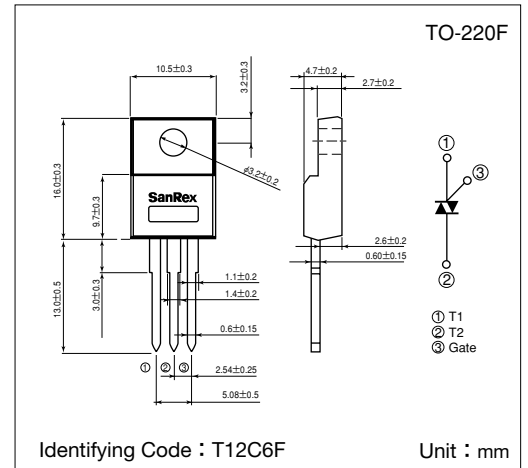 TO-220F
10.5±0.3
3.2±0.3
4.7±0.2
2.7±0.2
16.0±0.3
9.7±0.3
φ3.2±0.2
SanRex
13.0±0.5
3.0±0.3
1.1±0.2
1.4±0.2
0.6±0.15
2.54±0.25
5.08±0.5
① ② ③
2.6±0.2
0.60±0.15
①
③
②
① T1
② T2
③ Gate
Identifying Code：T12C6F
Unit：mm